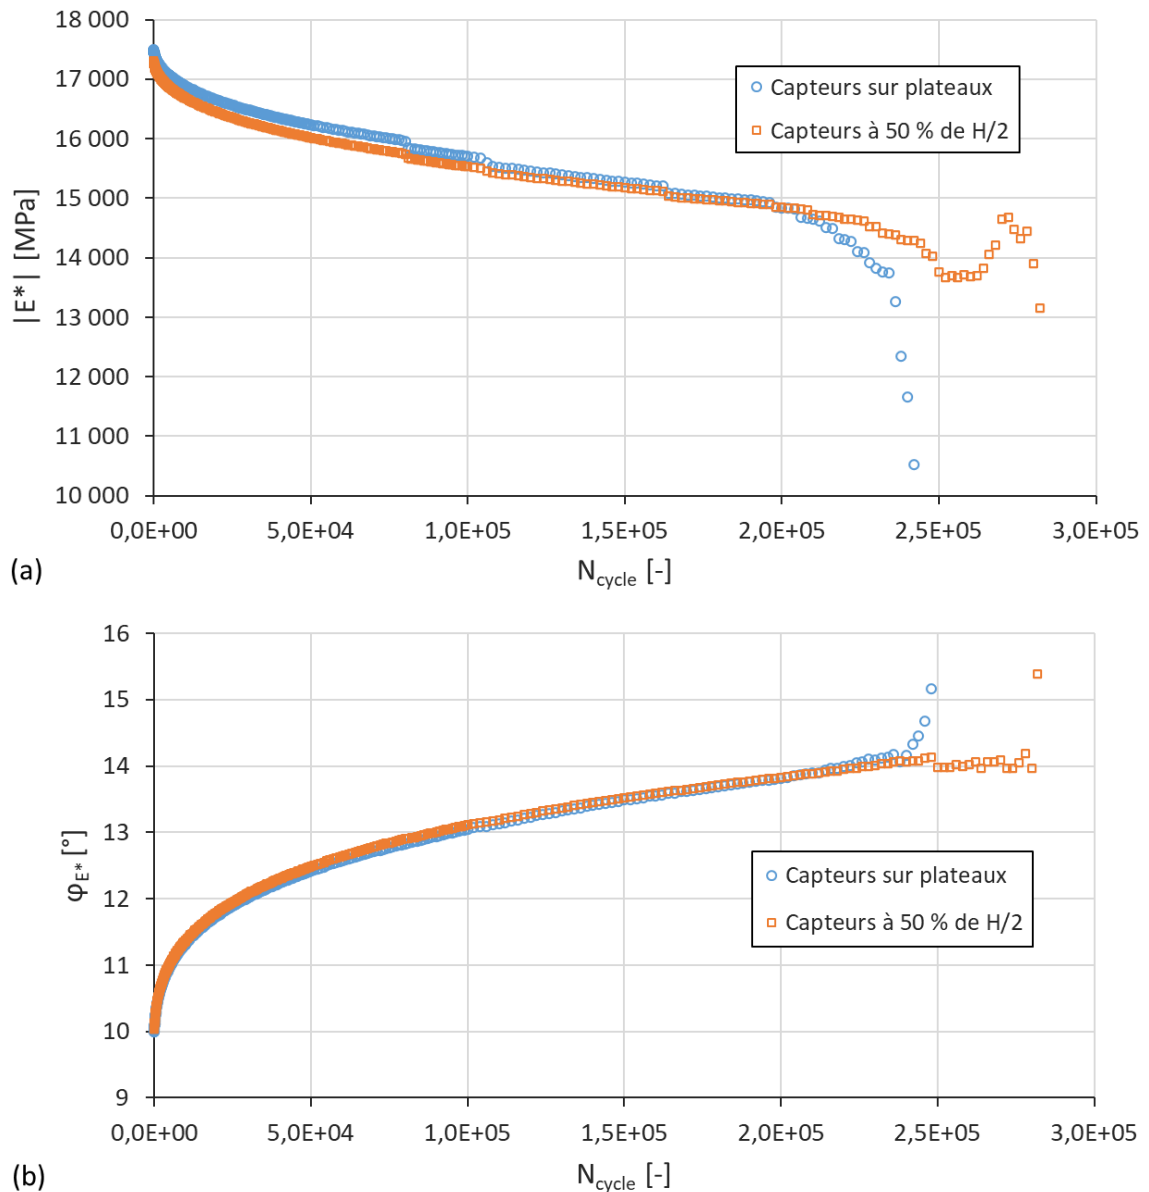 18 000
17 000
16 000
15 000
14 000
13 000
12 000
11 000
10 000
|E*| [MPa]
Capteurs sur plateaux
Capteurs à 50 % de H/2
0,0E+00 5,0E+04 1,0E+05 1,5E+05 2,0E+05 2,5E+05 3,0E+05
(a)
Ncycle [-]
16
15
14
13
12
11
10
9
φE* [°]
Capteurs sur plateaux
Capteurs à 50 % de H/2
0,0E+00 5,0E+04 1,0E+05 1,5E+05 2,0E+05 2,5E+05 3,0E+05
(b)
Ncycle [-]